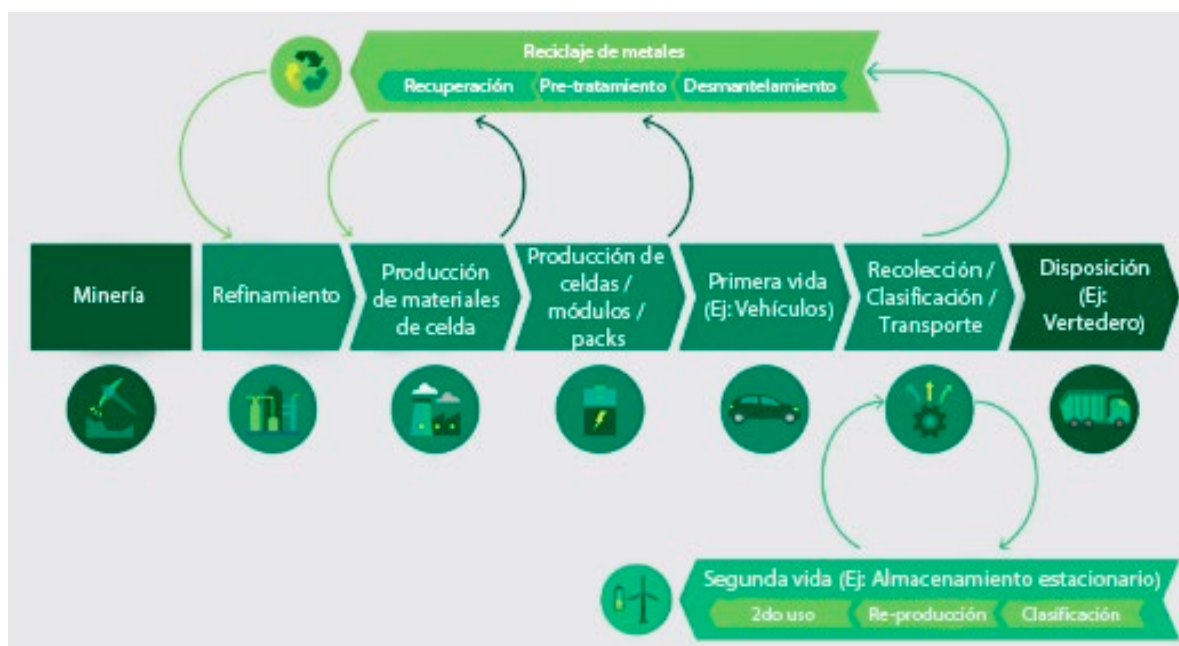 Reciclaje de metales
Recuperación
Pre-tratamiento
Desmantelamiento
Minería
Refinamiento
Producción
de materiales
de celda
Producción de
celdas /
módulos /
packs
Primera vida
(Ej: Vehículos)
Recolección /
Clasificación /
Transporte
Disposición
(Ej:
Vertedero)
Segunda vida (Ej: Almacenamiento estacionario)
2do uso
Re-producción
Clasificación